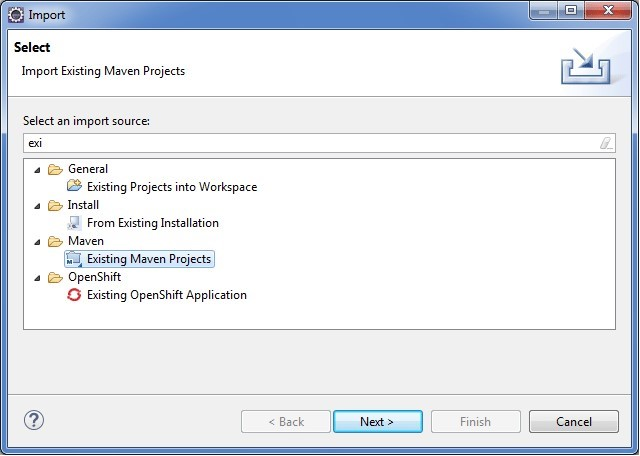 Import
Select
Import Existing Maven Projects
Select an import source:
exi
General
Existing Projects into Workspace
Install
From Existing Installation
Maven
Existing Maven Projects
OpenShift
Existing OpenShift Application
? < Back Next > Finish Cancel